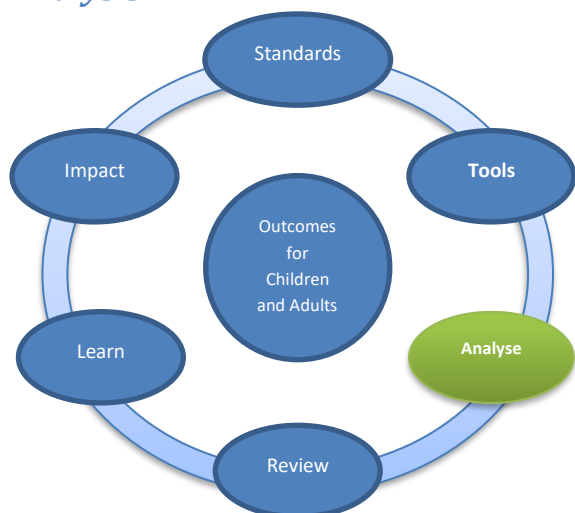 Standards
Impact
Tools
Outcomes
for
Children
and Adults
Learn
Analyse
Review